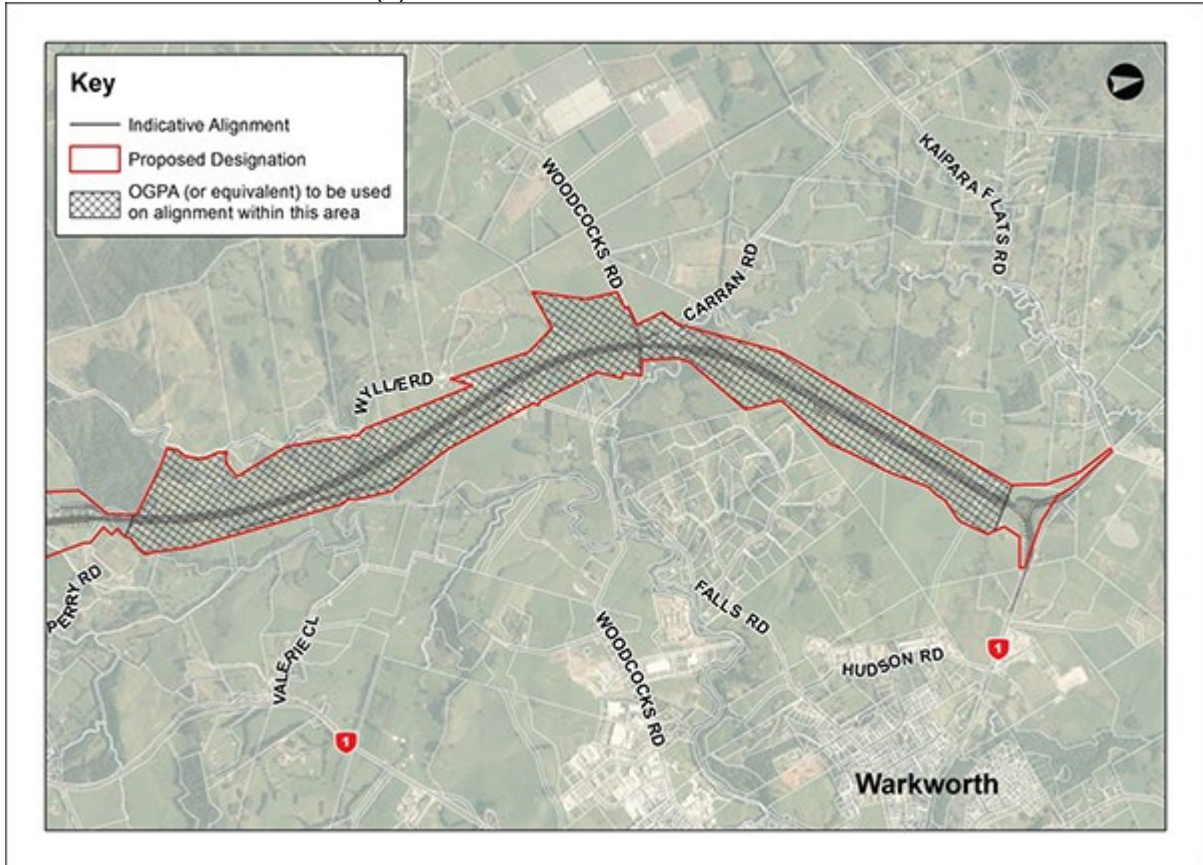 Key
Indicative Alignment
Proposed Designation
OGPA (or equivalent) to be used
on alignment within this area
WOODCOCKS RD
KAIPARA FLATS RD
CARRAN RD
WYLLIE RD
PERRY RD
VALERIE CL
WOODCOCKS RD
FALLS RD
HUDSON RD
1
1
Warkworth